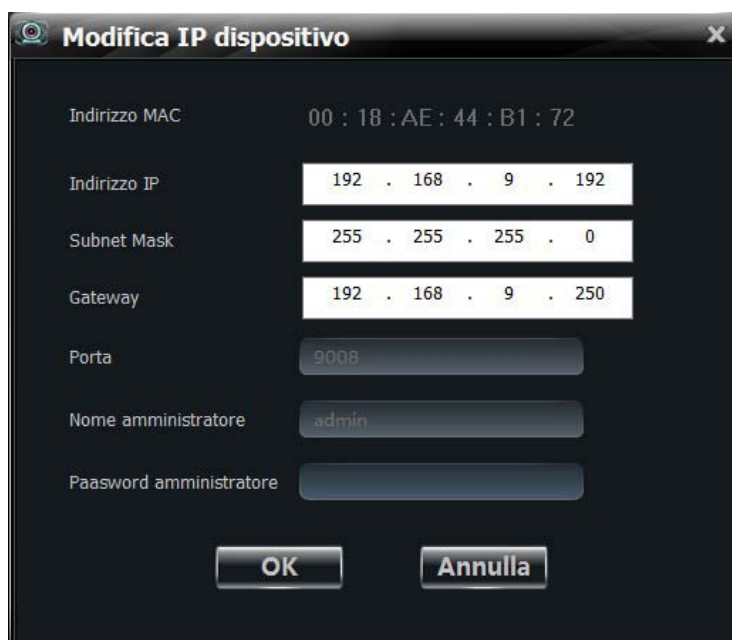 Modifica IP dispositivo X
Indirizzo MAC 00 : 18 : AE : 44 : B1 : 72
Indirizzo IP 192 . 168 . 9 . 192
Subnet Mask 255 . 255 . 255 . 0
Gateway 192 . 168 . 9 . 250
Porta 9008
Nome amministratore admin
Paasword amministratore
OK Annulla